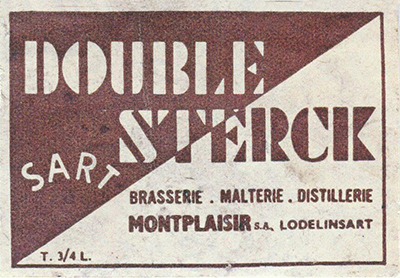 DOUBLE
STERCK
SART
BRASSERIE . MALTERIE . DISTILLERIE
MONTPLAISIR S.A. LODELINSART
T. 3/4 L.